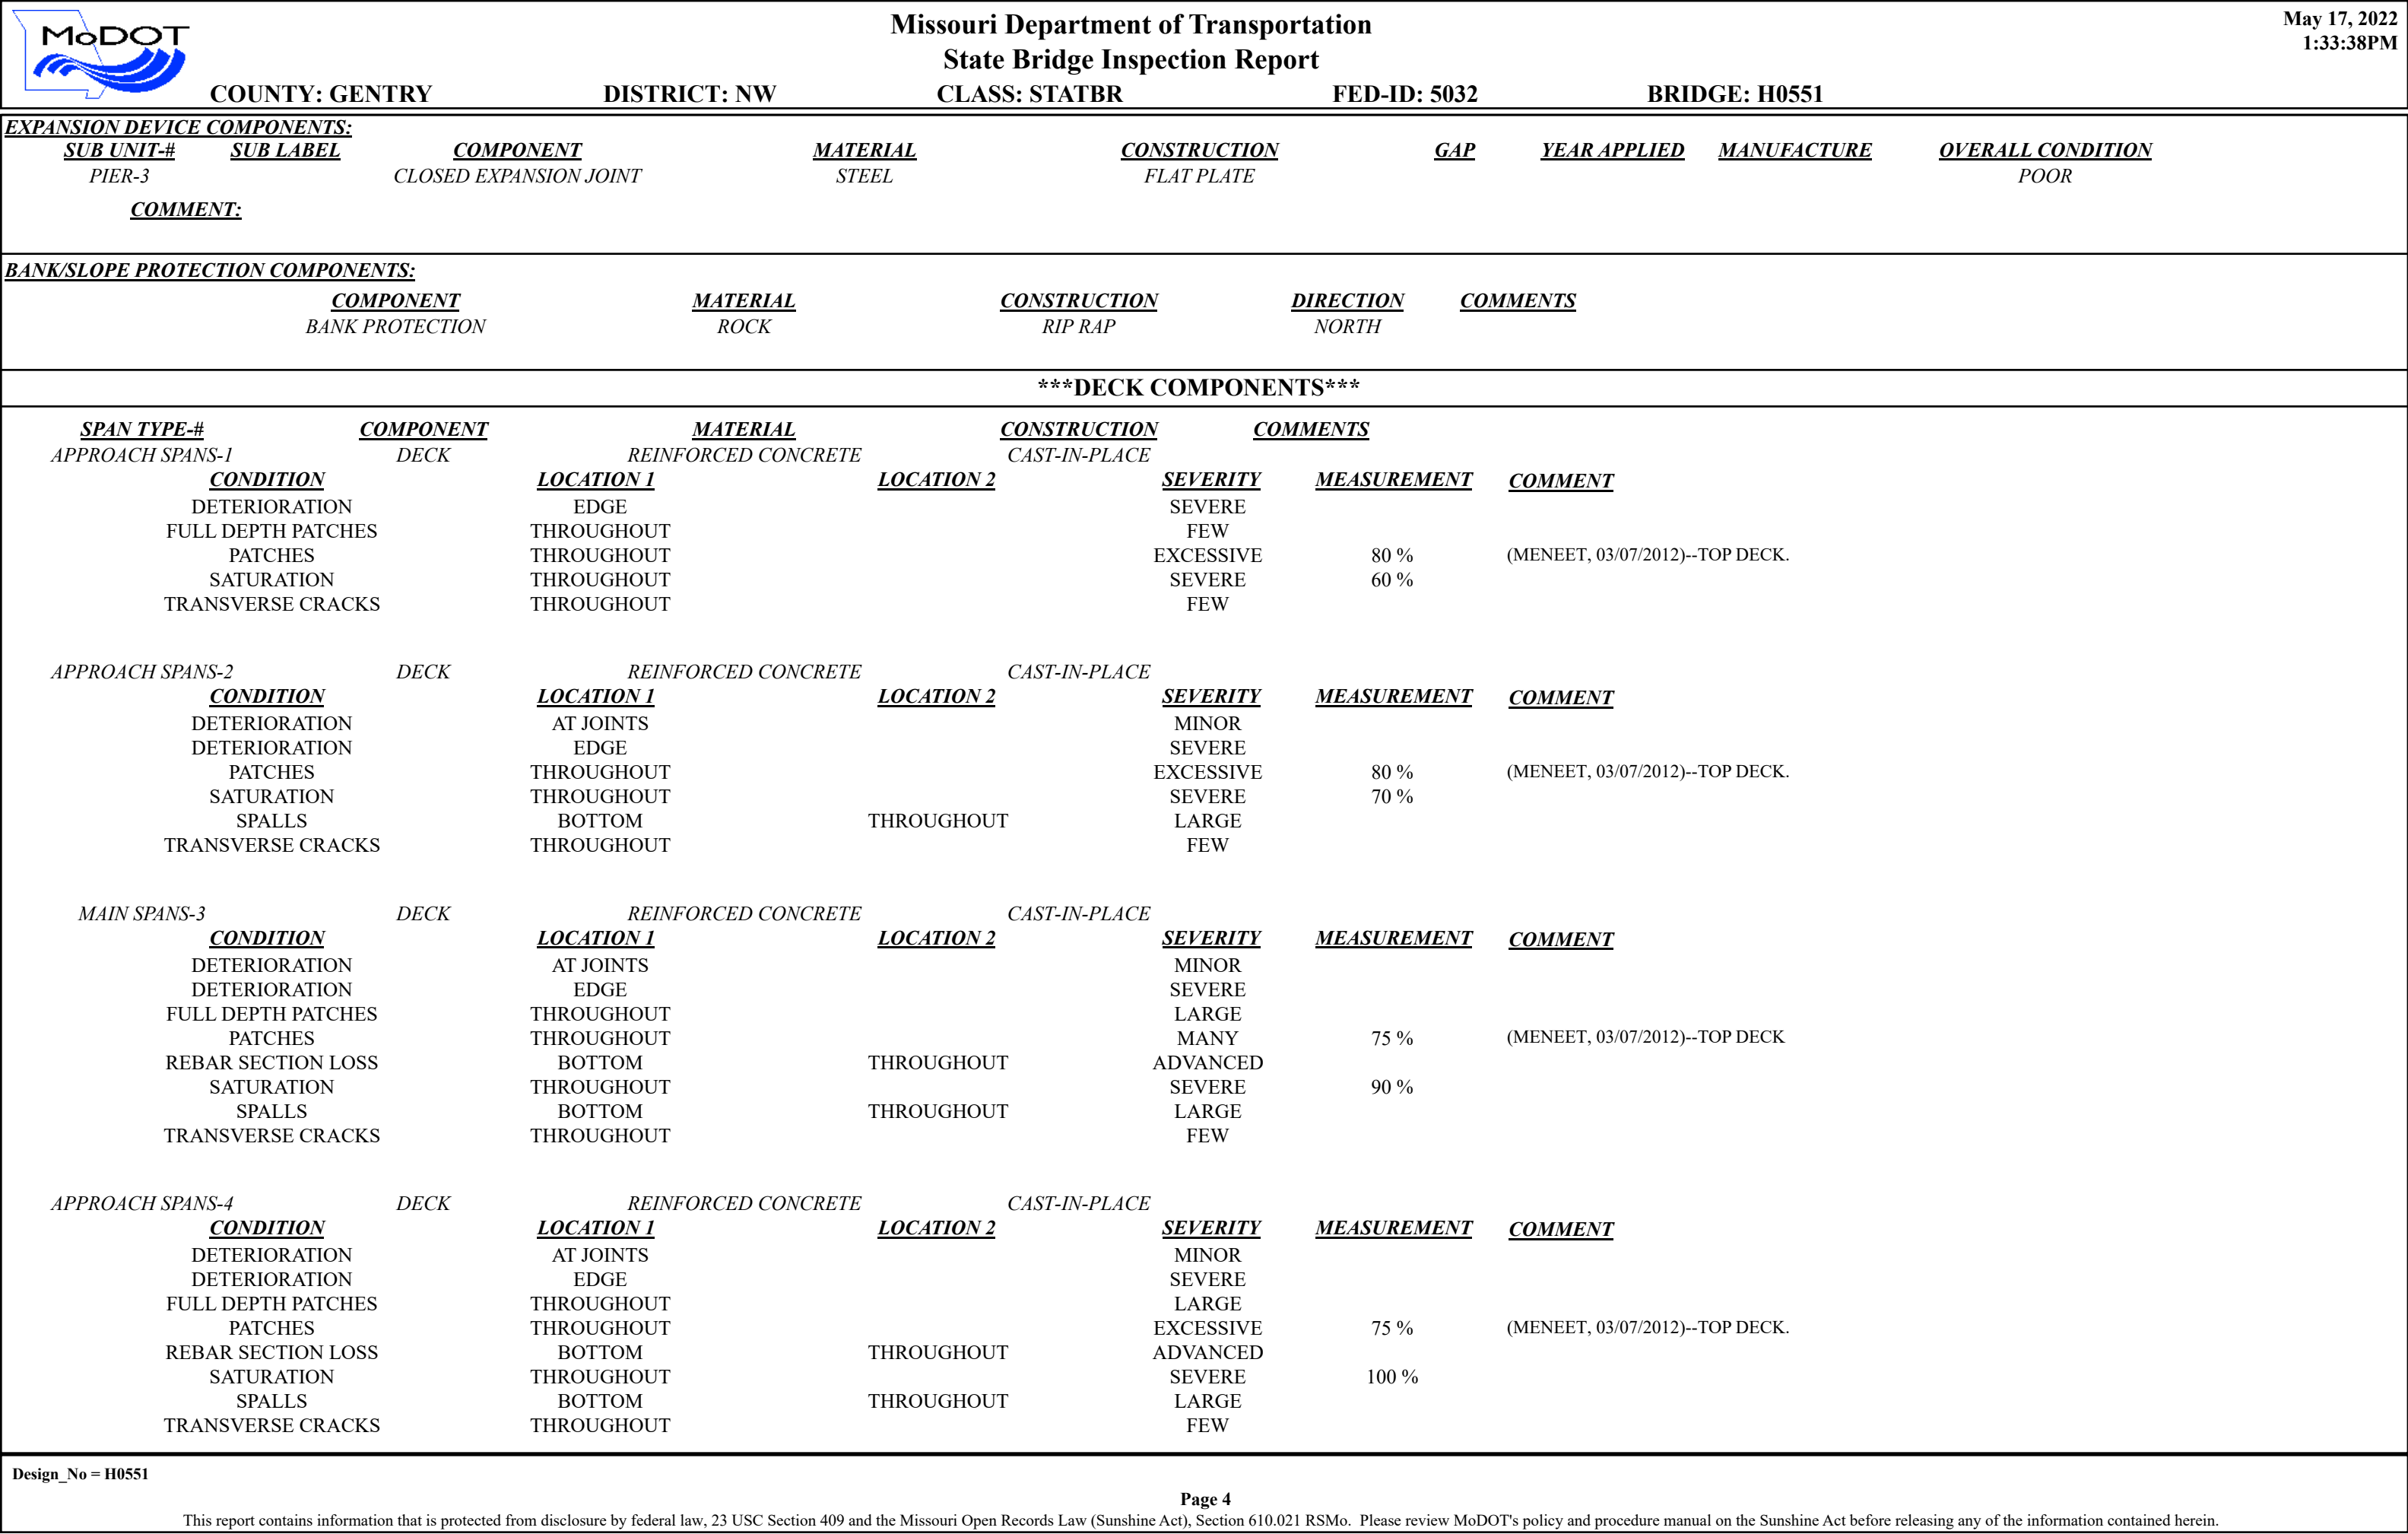 MoDOT
Missouri Department of Transportation
State Bridge Inspection Report
May 17, 2022
1:33:38PM
COUNTY: GENTRY DISTRICT: NW CLASS: STATBR FED-ID: 5032 BRIDGE: H0551
EXPANSION DEVICE COMPONENTS:
SUB UNIT-# SUB LABEL COMPONENT MATERIAL CONSTRUCTION GAP YEAR APPLIED MANUFACTURE OVERALL CONDITION
PIER-3 CLOSED EXPANSION JOINT STEEL FLAT PLATE POOR
COMMENT:
BANK/SLOPE PROTECTION COMPONENTS:
COMPONENT MATERIAL CONSTRUCTION DIRECTION COMMENTS
BANK PROTECTION ROCK RIP RAP NORTH
***DECK COMPONENTS***
SPAN TYPE-# COMPONENT MATERIAL CONSTRUCTION COMMENTS
APPROACH SPANS-1 DECK REINFORCED CONCRETE CAST-IN-PLACE
CONDITION LOCATION 1 LOCATION 2 SEVERITY MEASUREMENT COMMENT
DETERIORATION EDGE SEVERE
FULL DEPTH PATCHES THROUGHOUT FEW
PATCHES THROUGHOUT EXCESSIVE 80 % (MENEET, 03/07/2012)--TOP DECK.
SATURATION THROUGHOUT SEVERE 60 %
TRANSVERSE CRACKS THROUGHOUT FEW
APPROACH SPANS-2 DECK REINFORCED CONCRETE CAST-IN-PLACE
CONDITION LOCATION 1 LOCATION 2 SEVERITY MEASUREMENT COMMENT
DETERIORATION AT JOINTS MINOR
DETERIORATION EDGE SEVERE
PATCHES THROUGHOUT EXCESSIVE 80 % (MENEET, 03/07/2012)--TOP DECK.
SATURATION THROUGHOUT SEVERE 70 %
SPALLS BOTTOM THROUGHOUT LARGE
TRANSVERSE CRACKS THROUGHOUT FEW
MAIN SPANS-3 DECK REINFORCED CONCRETE CAST-IN-PLACE
CONDITION LOCATION 1 LOCATION 2 SEVERITY MEASUREMENT COMMENT
DETERIORATION AT JOINTS MINOR
DETERIORATION EDGE SEVERE
FULL DEPTH PATCHES THROUGHOUT LARGE
PATCHES THROUGHOUT MANY 75 % (MENEET, 03/07/2012)--TOP DECK
REBAR SECTION LOSS BOTTOM THROUGHOUT ADVANCED
SATURATION THROUGHOUT SEVERE 90 %
SPALLS BOTTOM THROUGHOUT LARGE
TRANSVERSE CRACKS THROUGHOUT FEW
APPROACH SPANS-4 DECK REINFORCED CONCRETE CAST-IN-PLACE
CONDITION LOCATION 1 LOCATION 2 SEVERITY MEASUREMENT COMMENT
DETERIORATION AT JOINTS MINOR
DETERIORATION EDGE SEVERE
FULL DEPTH PATCHES THROUGHOUT LARGE
PATCHES THROUGHOUT EXCESSIVE 75 % (MENEET, 03/07/2012)--TOP DECK.
REBAR SECTION LOSS BOTTOM THROUGHOUT ADVANCED
SATURATION THROUGHOUT SEVERE 100 %
SPALLS BOTTOM THROUGHOUT LARGE
TRANSVERSE CRACKS THROUGHOUT FEW
Design_No = H0551
Page 4
This report contains information that is protected from disclosure by federal law, 23 USC Section 409 and the Missouri Open Records Law (Sunshine Act), Section 610.021 RSMo. Please review MoDOT's policy and procedure manual on the Sunshine Act before releasing any of the information contained herein.